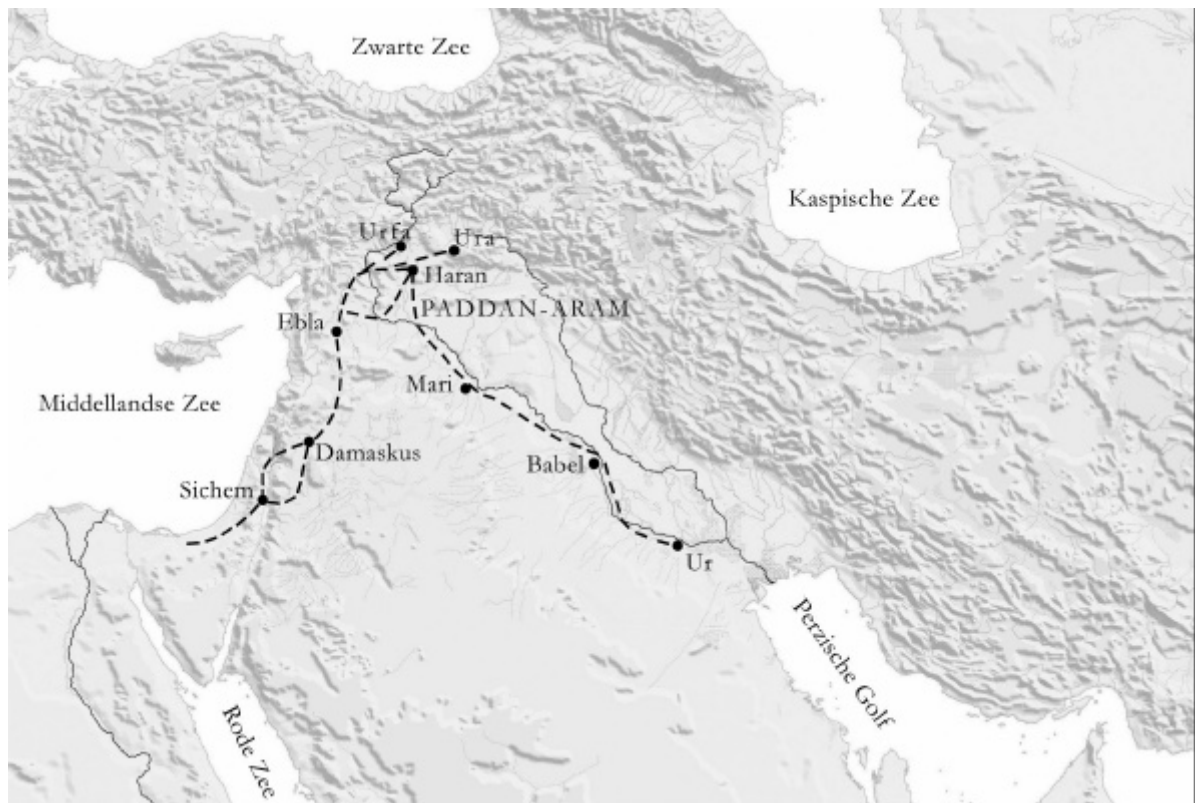 Zwarte Zee
Kaspische Zee
Urfa
Ura
Haran
PADDAN-ARAM
Ebla
Mari
Middellandse Zee
Damaskus
Babel
Sichem
Ur
Perzische Golf
Rode Zee